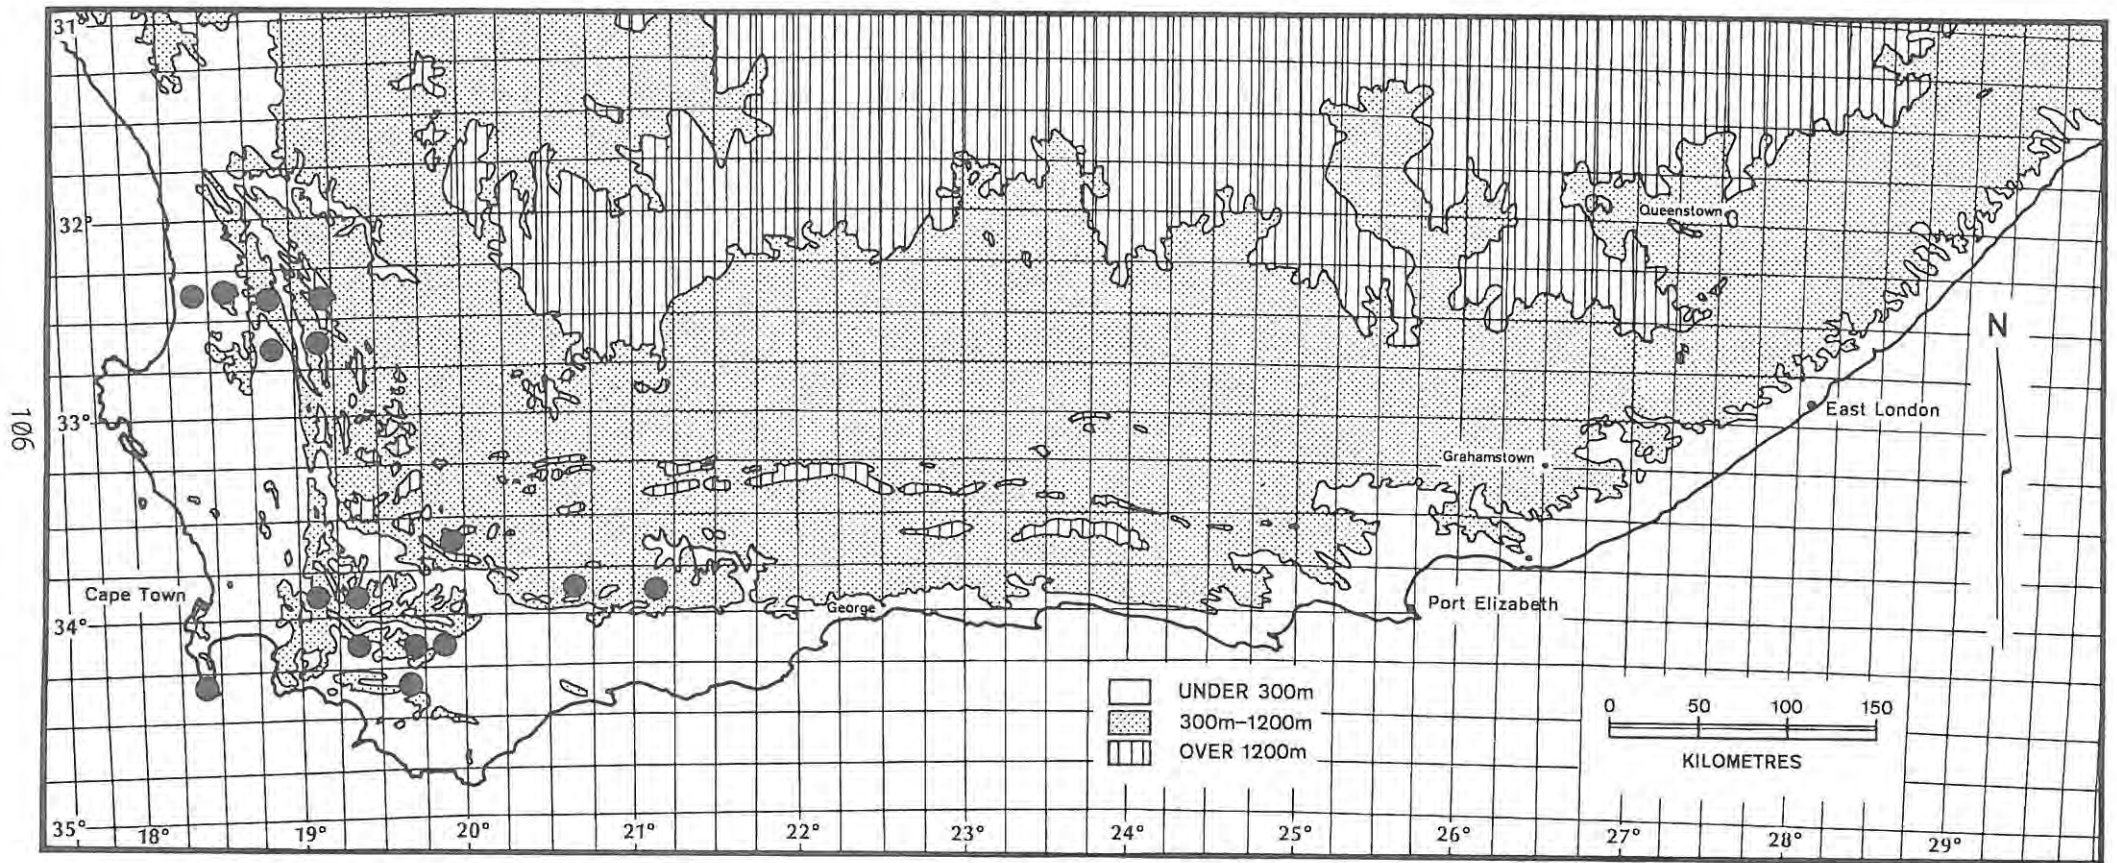 31°
32°
33°
34°
35°
106
Queenstown
East London
Grahamstown
N
Cape Town
George
Port Elizabeth
UNDER 300m
300m–1200m
OVER 1200m
0 50 100 150
KILOMETRES
18° 19° 20° 21° 22° 23° 24° 25° 26° 27° 28° 29°